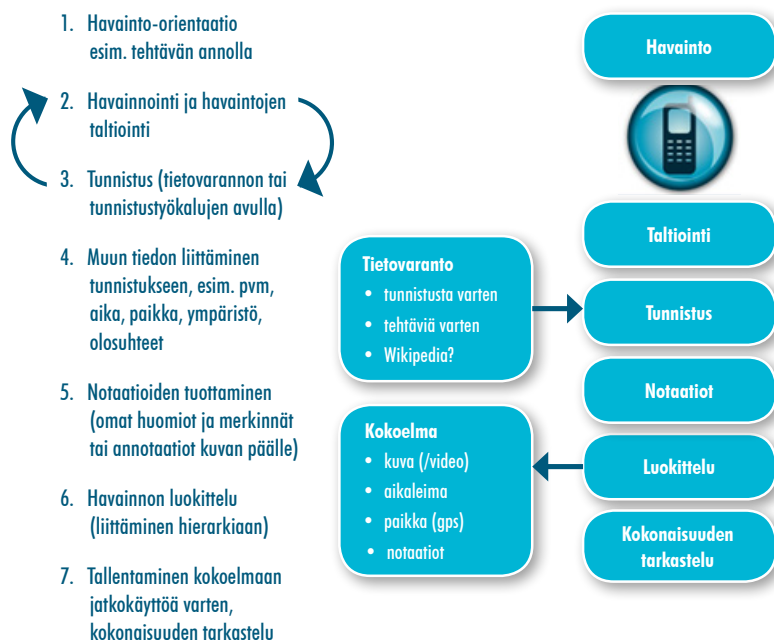 1. Havainto-orientaatio
esim. tehtävän annolla
2. Havainnointi ja havaintojen
taltiointi
3. Tunnistus (tietovarannon tai
tunnistustyökalujen avulla)
4. Muun tiedon liittäminen
tunnistukseen, esim. pvm,
aika, paikka, ympäristö,
olosuhteet
5. Notaatioiden tuottaminen
(omat huomiot ja merkinnät
tai annotaatiot kuvan päälle)
6. Havainnon luokittelu
(liittäminen hierarkiaan)
7. Tallentaminen kokoelmaan
jatkokäyttöä varten,
kokonaisuuden tarkastelu
Tietovaranto
• tunnistusta varten
• tehtäviä varten
• Wikipedia?
Kokoelma
• kuva (/video)
• aikaleima
• paikka (gps)
• notaatiot
Havainto
Taltiointi
Tunnistus
Notaatiot
Luokittelu
Kokonaisuuden
tarkastelu